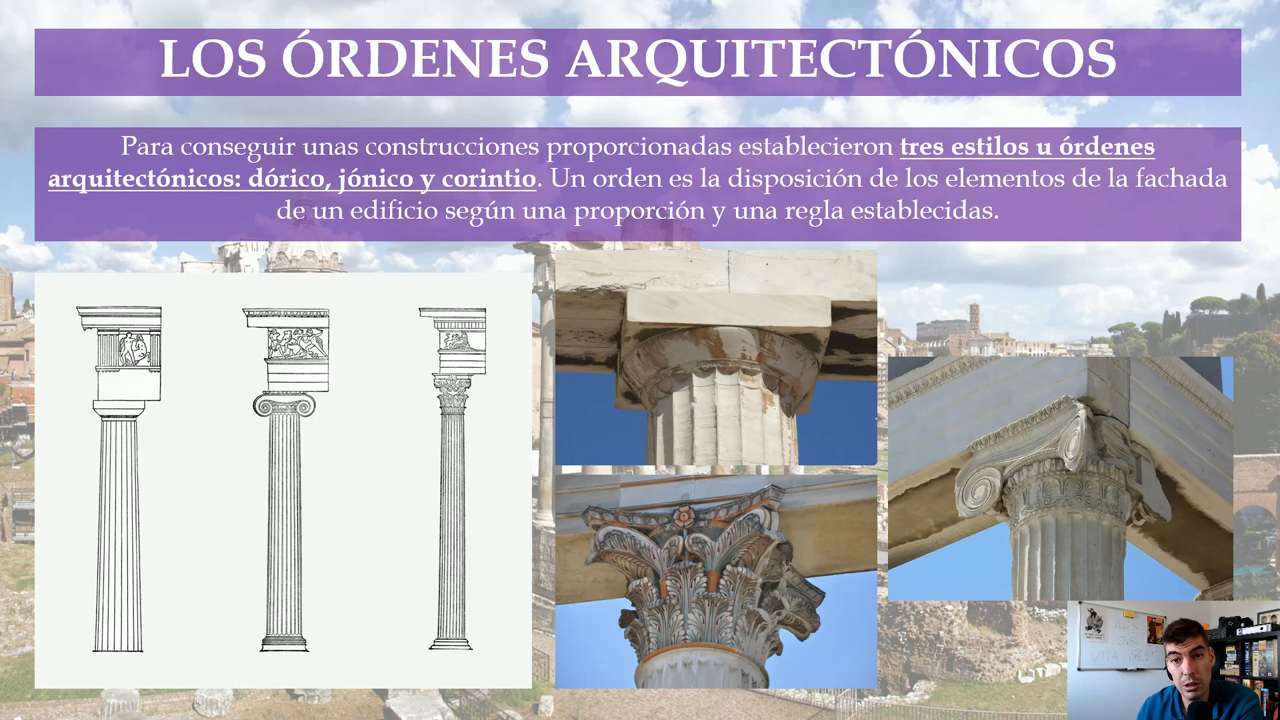 LOS ÓRDENES ARQUITECTÓNICOS
Para conseguir unas construcciones proporcionadas establecieron tres estilos u órdenes
arquitectónicos: dórico, jónico y corintio. Un orden es la disposición de los elementos de la fachada
de un edificio según una proporción y una regla establecidas.